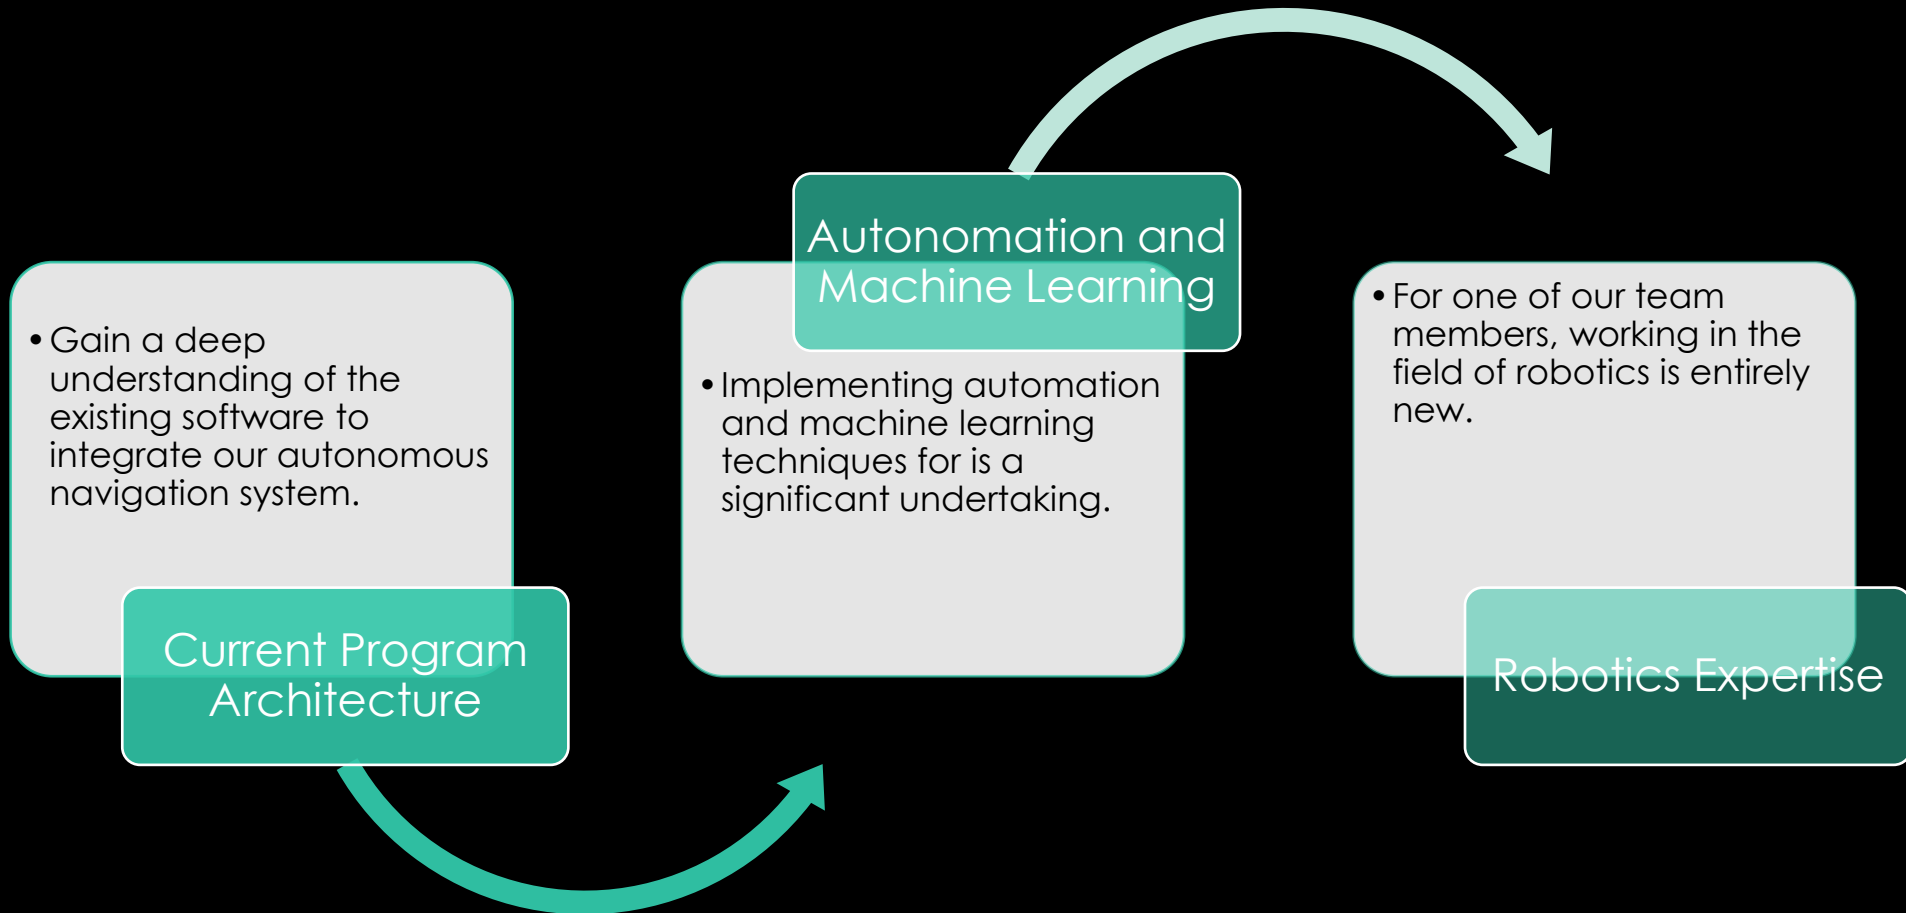 • Gain a deep
understanding of the
existing software to
integrate our autonomous
navigation system.
Current Program
Architecture
Autonomation and
Machine Learning
• Implementing automation
and machine learning
techniques for is a
significant undertaking.
• For one of our team
members, working in the
field of robotics is entirely
new.
Robotics Expertise